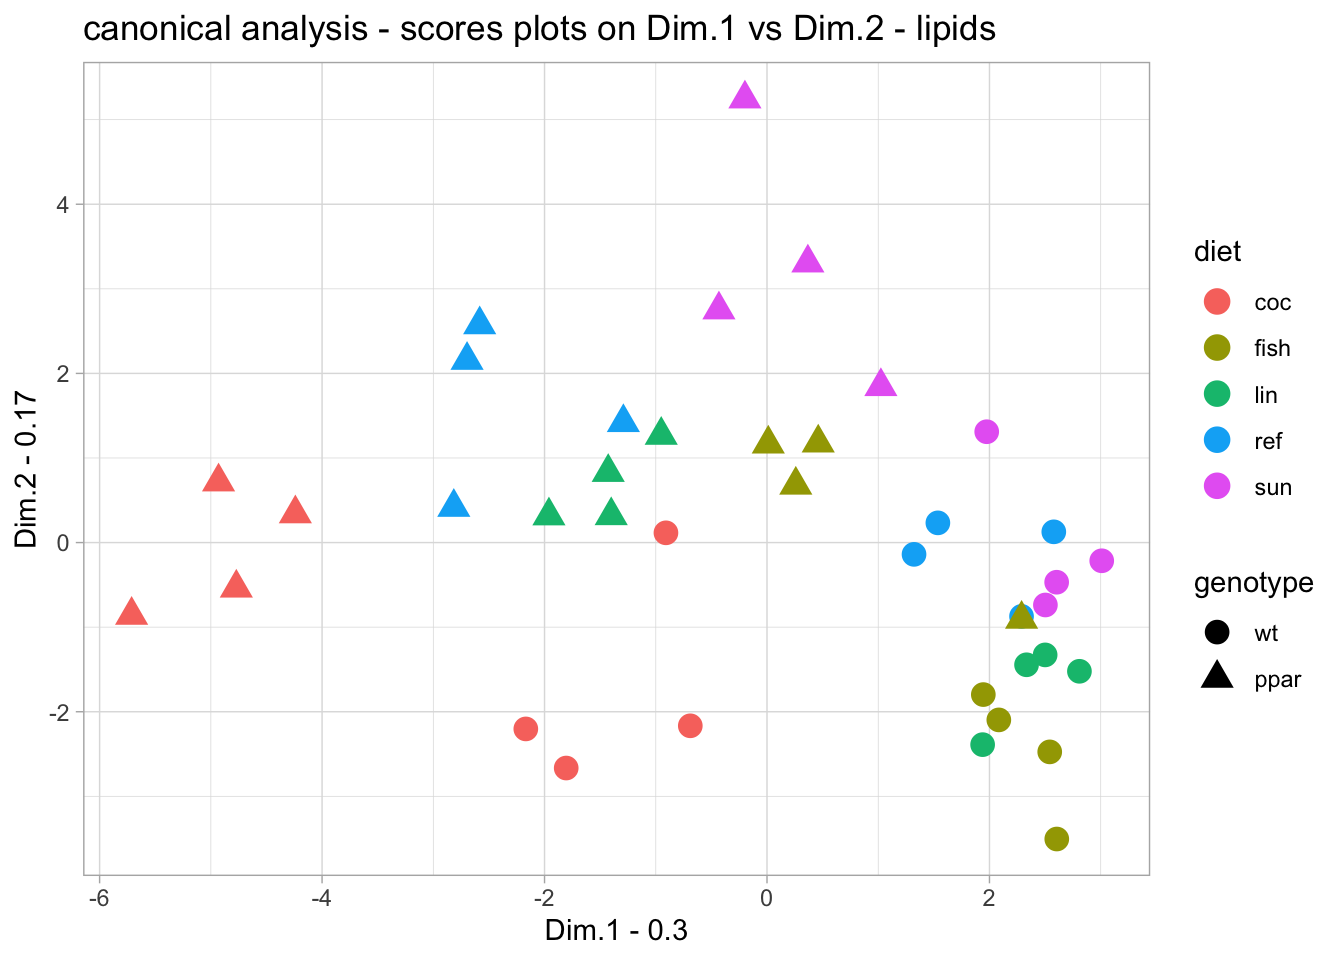 canonical analysis - scores plots on Dim.1 vs Dim.2 - lipids
4
2
0
-2
Dim.2 - 0.17
-6
-4
-2
0
2
Dim.1 - 0.3
diet
coc
fish
lin
ref
sun
genotype
wt
ppar